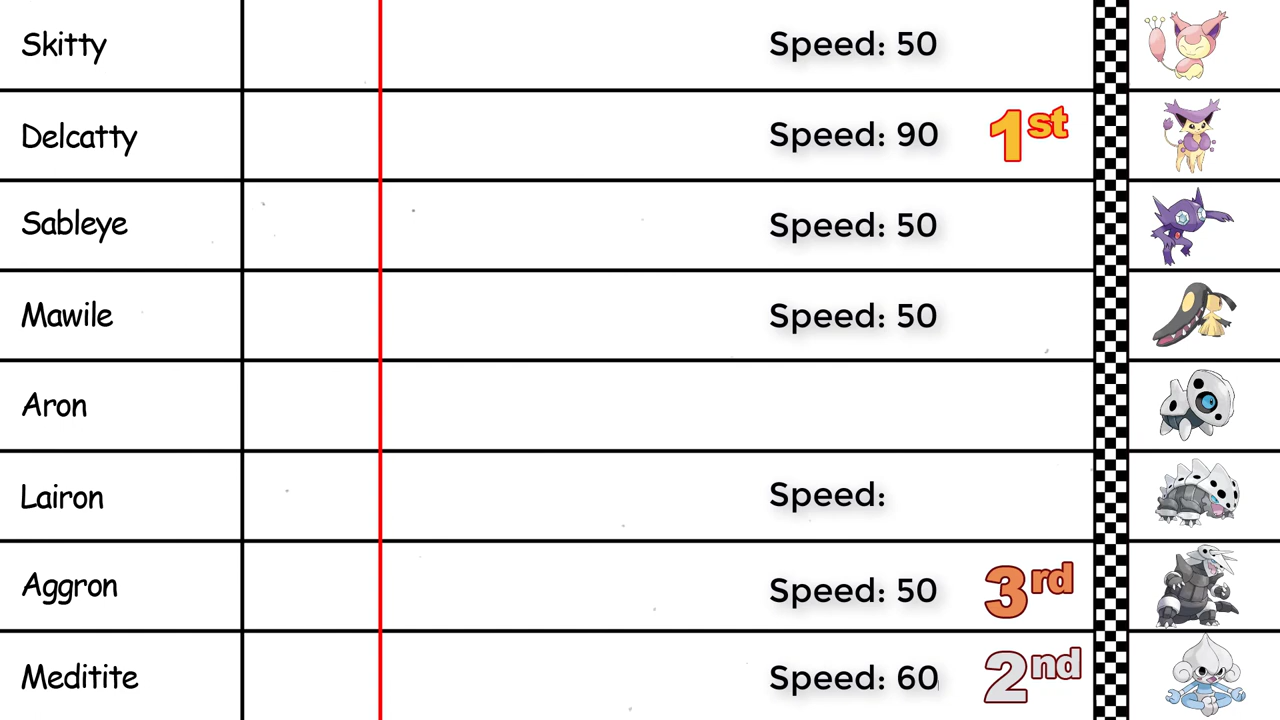 Skitty Speed: 50
Delcatty Speed: 90 1st
Sableye Speed: 50
Mawile Speed: 50
Aron
Lairon Speed:
Aggron Speed: 50 3rd
Meditite Speed: 60 2nd